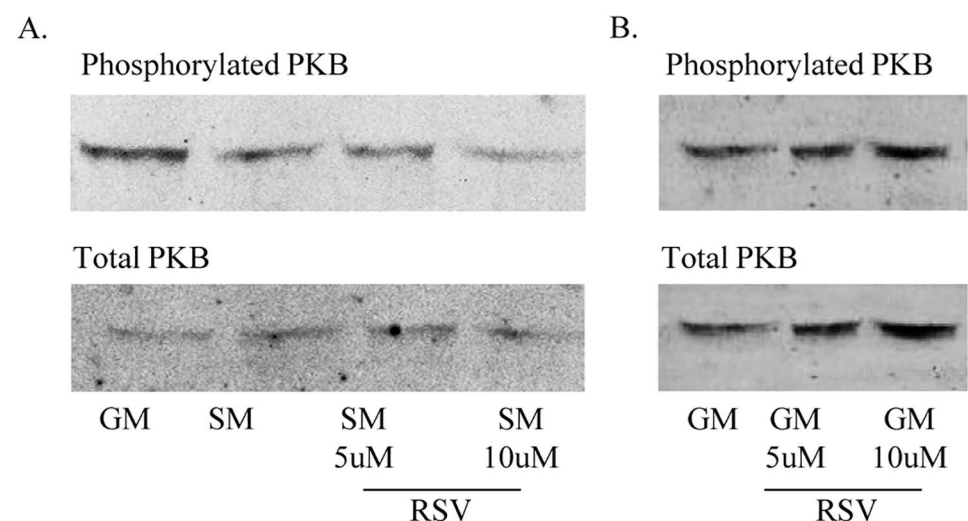 A.
Phosphorylated PKB
Total PKB
GM SM SM SM
5uM 10uM
RSV
B.
Phosphorylated PKB
Total PKB
GM GM GM
5uM 10uM
RSV